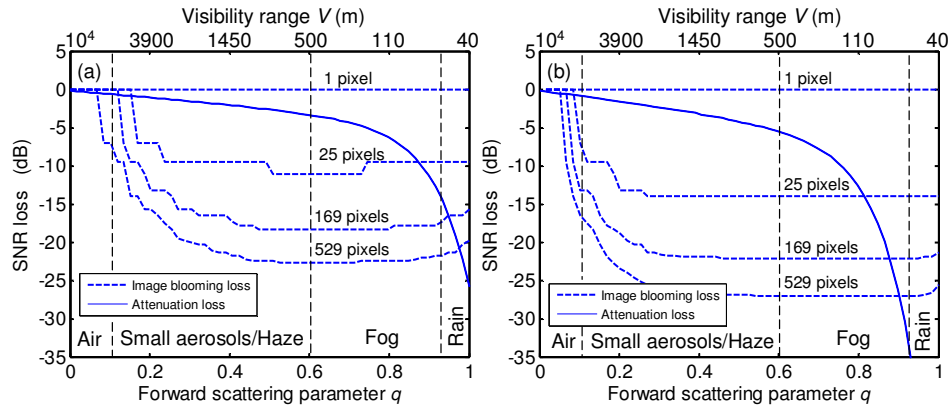 Visibility range V (m)
10⁴ 3900 1450 500 110 40
5
0
-5
-10
-15
-20
-25
-30
-35
SNR loss (dB)
(a)
1 pixel
25 pixels
169 pixels
529 pixels
Image blooming loss
Attenuation loss
Air
Small aerosols/Haze
Fog
Rain
0 0.2 0.4 0.6 0.8 1
Forward scattering parameter q
Visibility range V (m)
10⁴ 3900 1450 500 110 40
5
0
-5
-10
-15
-20
-25
-30
-35
SNR loss (dB)
(b)
1 pixel
25 pixels
169 pixels
529 pixels
Image blooming loss
Attenuation loss
Air
Small aerosols/Haze
Fog
Rain
0 0.2 0.4 0.6 0.8 1
Forward scattering parameter q